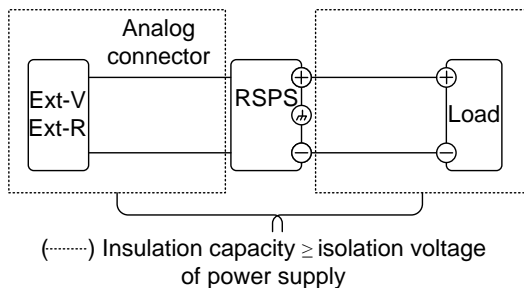 Analog
connector
Ext-V
Ext-R
RSPS
+
+
Load
−
−
(·······) Insulation capacity ≥ isolation voltage
of power supply